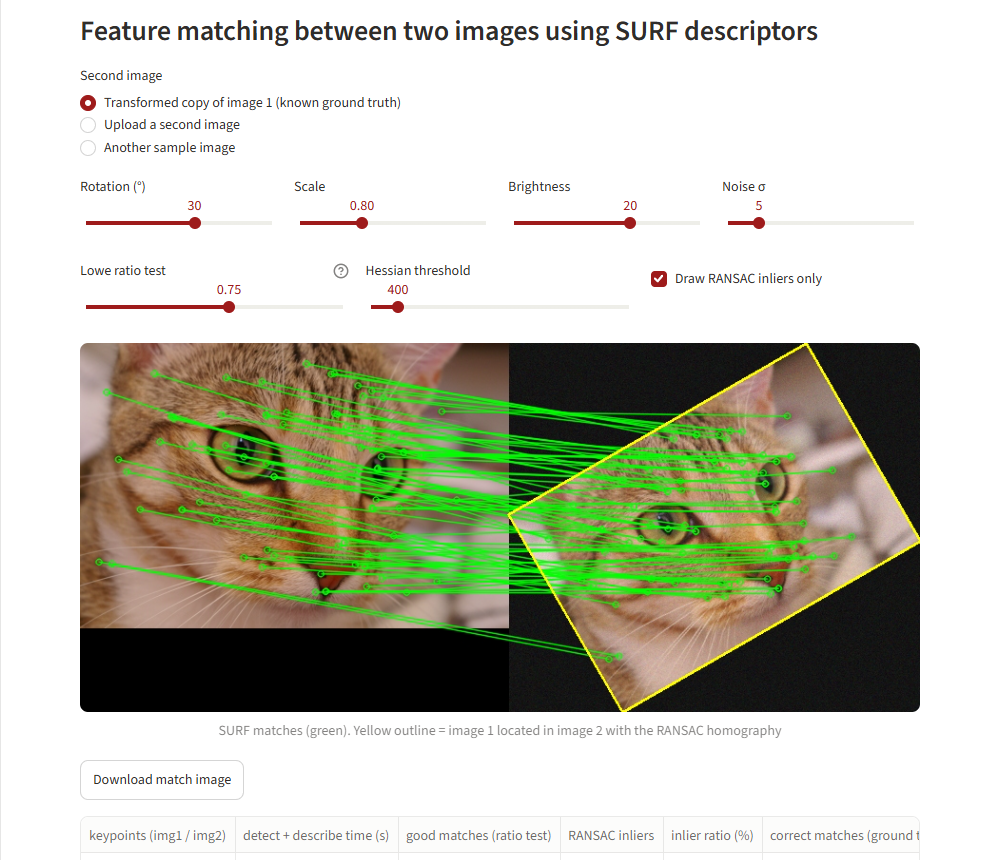 Feature matching between two images using SURF descriptors
Second image
Transformed copy of image 1 (known ground truth)
Upload a second image
Another sample image
Rotation (°) Scale Brightness Noise σ
30 0.80 20 5
Lowe ratio test Hessian threshold
0.75 400 Draw RANSAC inliers only
SURF matches (green). Yellow outline = image 1 located in image 2 with the RANSAC homography
Download match image
keypoints (img1 / img2) detect + describe time (s) good matches (ratio test) RANSAC inliers inlier ratio (%) correct matches (ground